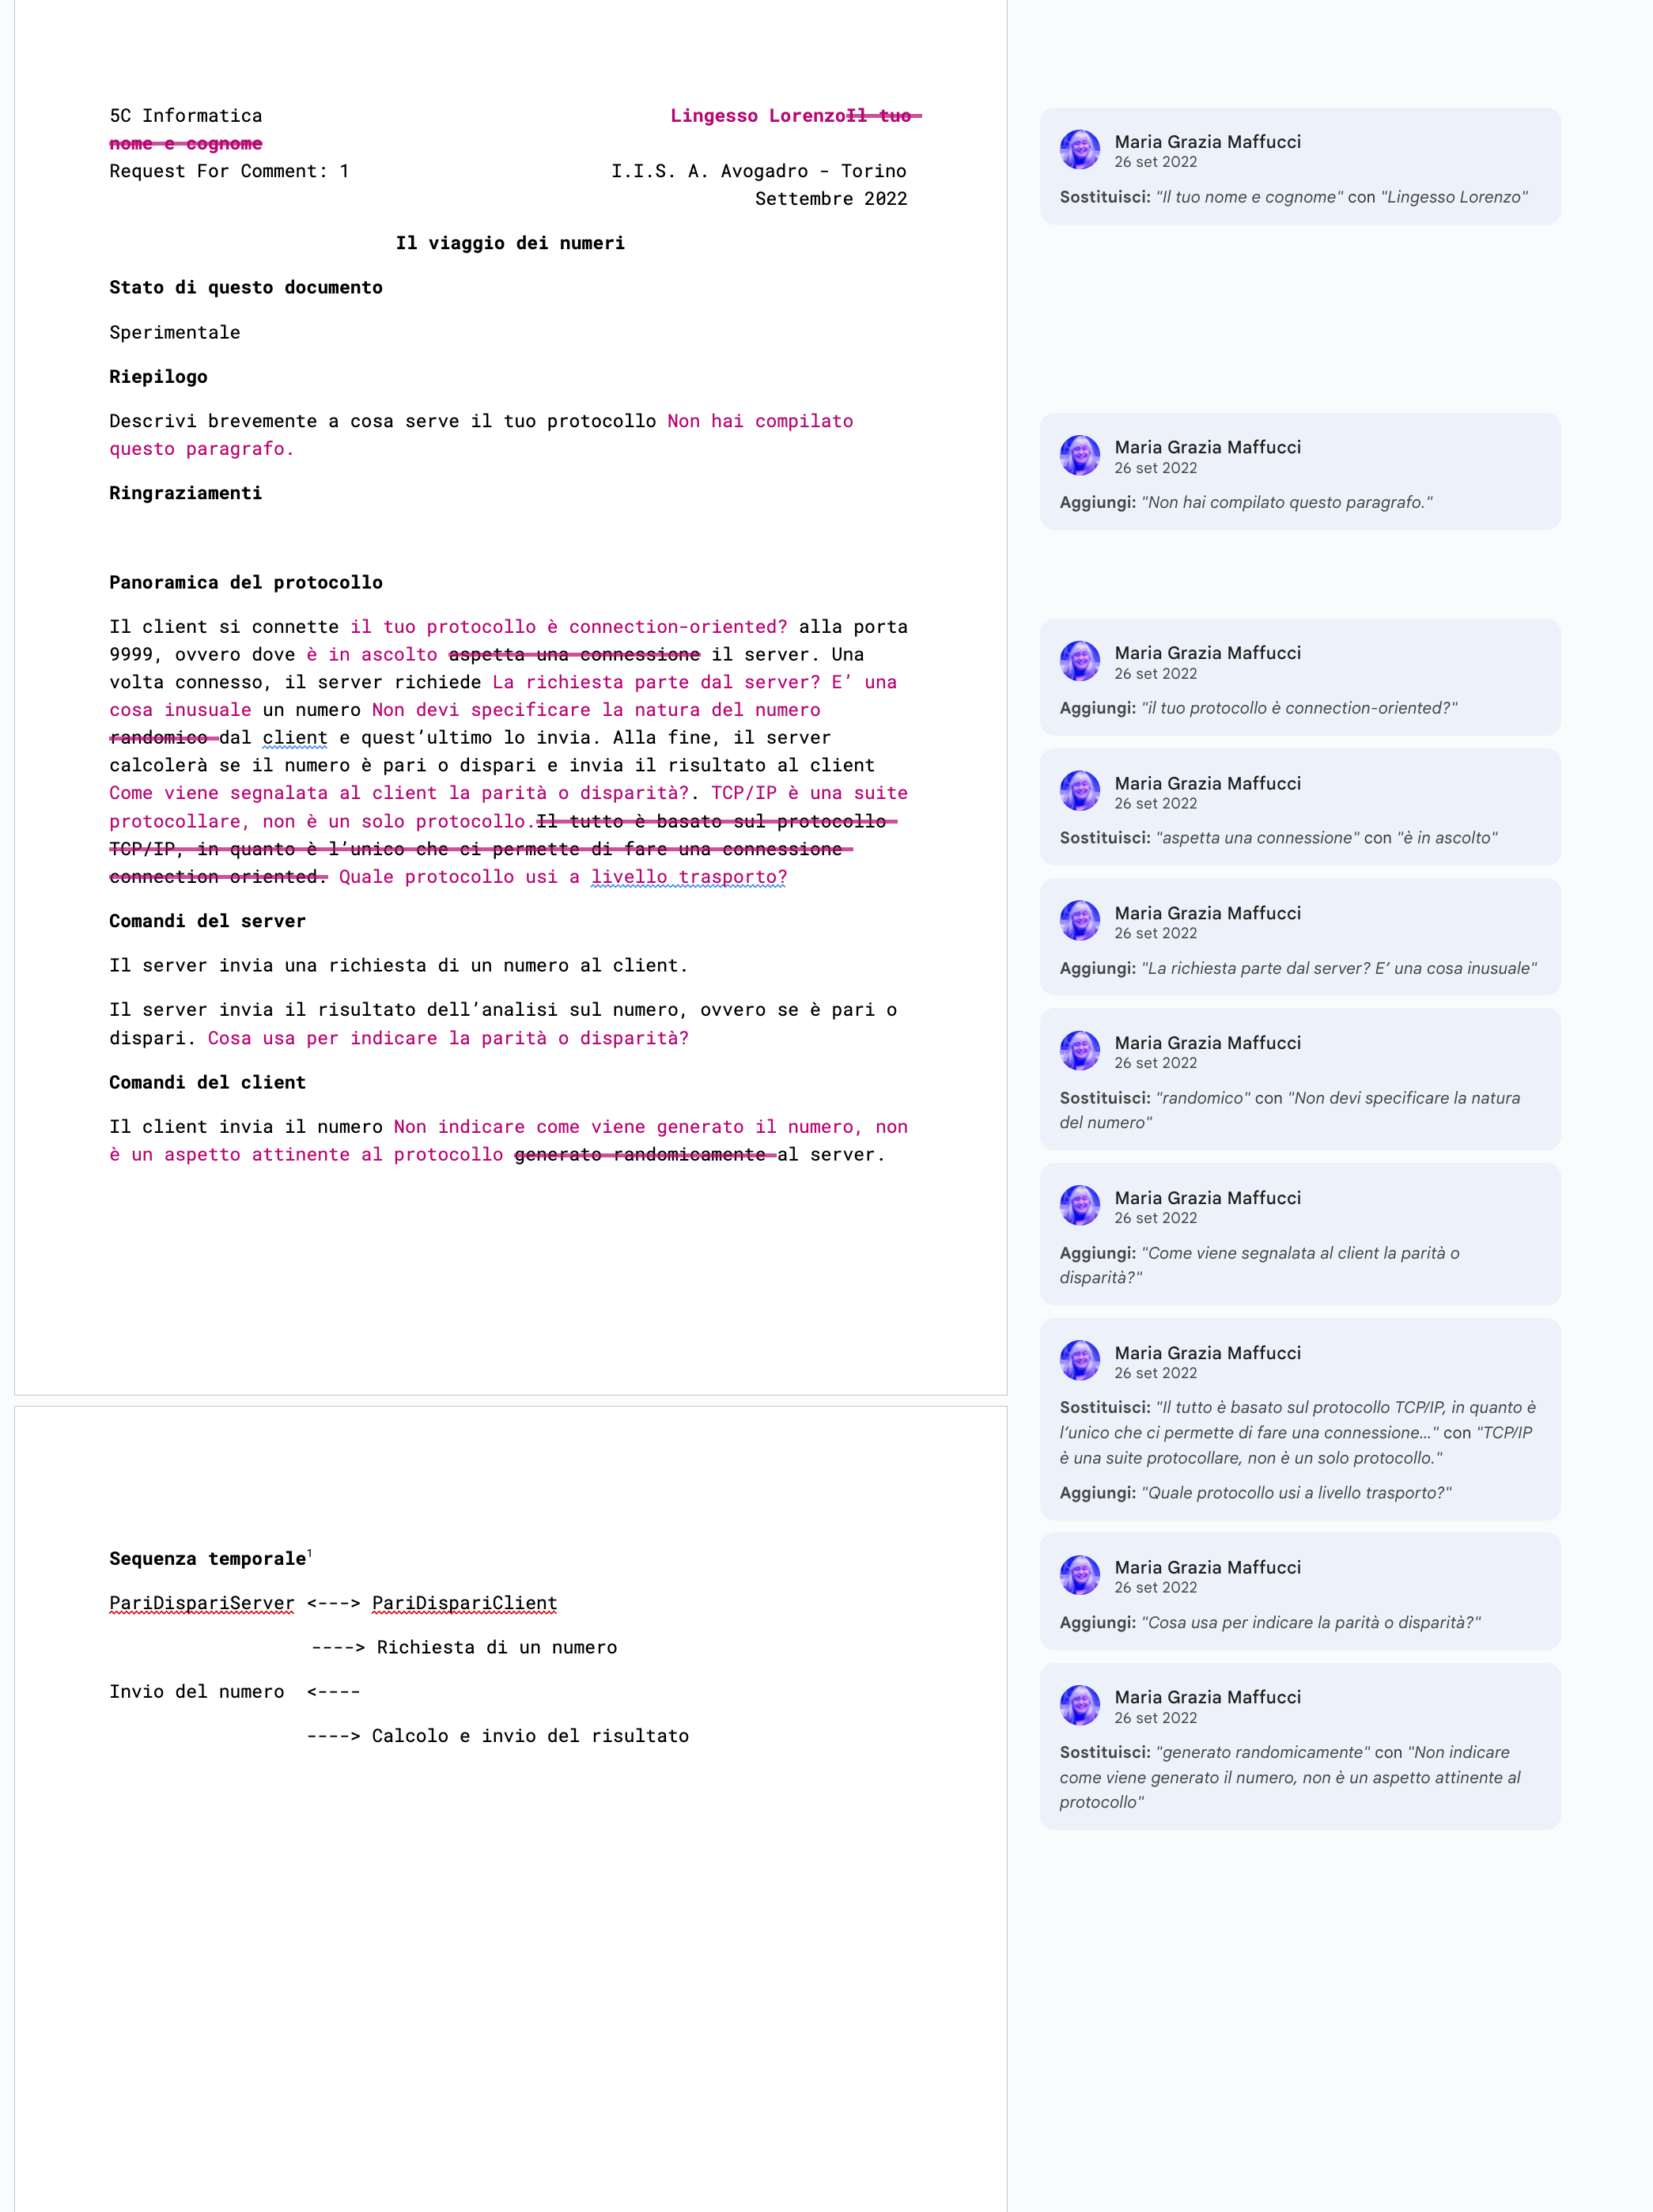 5C Informatica Lingesso LorenzoIl tuo
nome e cognome
Request For Comment: 1 I.I.S. A. Avogadro - Torino
Settembre 2022
Il viaggio dei numeri
Stato di questo documento
Sperimentale
Riepilogo
Descrivi brevemente a cosa serve il tuo protocollo Non hai compilato
questo paragrafo.
Ringraziamenti
Panoramica del protocollo
Il client si connette il tuo protocollo è connection-oriented? alla porta
9999, ovvero dove è in ascolto aspetta una connessione il server. Una
volta connesso, il server richiede La richiesta parte dal server? E’ una
cosa inusuale un numero Non devi specificare la natura del numero
randomico dal client e quest’ultimo lo invia. Alla fine, il server
calcolerà se il numero è pari o dispari e invia il risultato al client
Come viene segnalata al client la parità o disparità?. TCP/IP è una suite
protocollare, non è un solo protocollo.Il tutto è basato sul protocollo
TCP/IP, in quanto è l’unico che ci permette di fare una connessione
connection oriented. Quale protocollo usi a livello trasporto?
Comandi del server
Il server invia una richiesta di un numero al client.
Il server invia il risultato dell’analisi sul numero, ovvero se è pari o
dispari. Cosa usa per indicare la parità o disparità?
Comandi del client
Il client invia il numero Non indicare come viene generato il numero, non
è un aspetto attinente al protocollo generato randomicamente al server.
Sequenza temporale1
PariDispariServer <---> PariDispariClient
----> Richiesta di un numero
Invio del numero <----
----> Calcolo e invio del risultato
Maria Grazia Maffucci
26 set 2022
Sostituisci: "Il tuo nome e cognome" con "Lingesso Lorenzo"
Maria Grazia Maffucci
26 set 2022
Aggiungi: "Non hai compilato questo paragrafo."
Maria Grazia Maffucci
26 set 2022
Aggiungi: "il tuo protocollo è connection-oriented?"
Maria Grazia Maffucci
26 set 2022
Sostituisci: "aspetta una connessione" con "è in ascolto"
Maria Grazia Maffucci
26 set 2022
Aggiungi: "La richiesta parte dal server? E’ una cosa inusuale"
Maria Grazia Maffucci
26 set 2022
Sostituisci: "randomico" con "Non devi specificare la natura
del numero"
Maria Grazia Maffucci
26 set 2022
Aggiungi: "Come viene segnalata al client la parità o
disparità?"
Maria Grazia Maffucci
26 set 2022
Sostituisci: "Il tutto è basato sul protocollo TCP/IP, in quanto è
l’unico che ci permette di fare una connessione..." con "TCP/IP
è una suite protocollare, non è un solo protocollo."
Aggiungi: "Quale protocollo usi a livello trasporto?"
Maria Grazia Maffucci
26 set 2022
Aggiungi: "Cosa usa per indicare la parità o disparità?"
Maria Grazia Maffucci
26 set 2022
Sostituisci: "generato randomicamente" con "Non indicare
come viene generato il numero, non è un aspetto attinente al
protocollo"